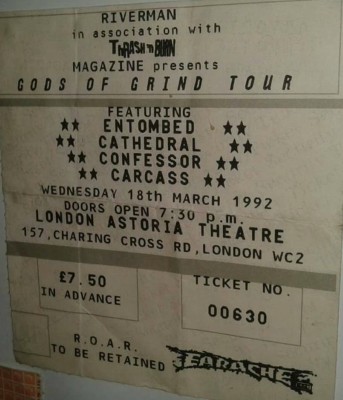 RIVERMAN
in association with
THRASH 'N BURN
MAGAZINE presents
GODS OF GRIND TOUR
FEATURING
★★ ENTOMBED ★★
★★ CATHEDRAL ★★
★★ CONFESSOR ★★
★★ CARCASS ★★
WEDNESDAY 18th MARCH 1992
DOORS OPEN 7:30 p.m.
LONDON ASTORIA THEATRE
157,CHARING CROSS RD,LONDON WC2
£7.50
IN ADVANCE
TICKET NO.
00630
R.O.A.R.
TO BE RETAINED
EARACHE